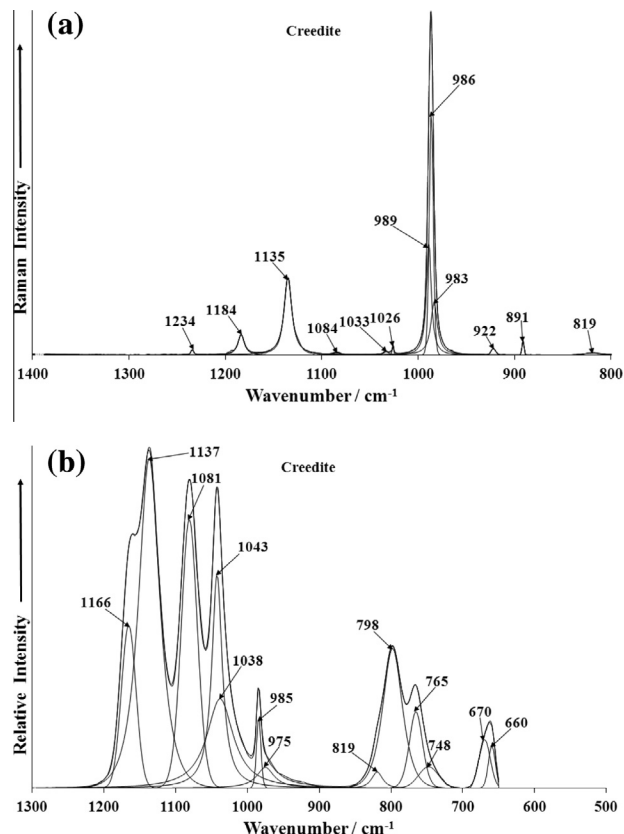 (a)
Creedite
986
989
983
1135
1184
1234
1084
1033
1026
922
891
819
Raman Intensity
1400 1300 1200 1100 1000 900 800
Wavenumber / cm-1
(b)
Creedite
1137
1081
1043
1166
1038
985
975
798
765
819
748
670
660
Relative Intensity
1300 1200 1100 1000 900 800 700 600 500
Wavenumber / cm-1